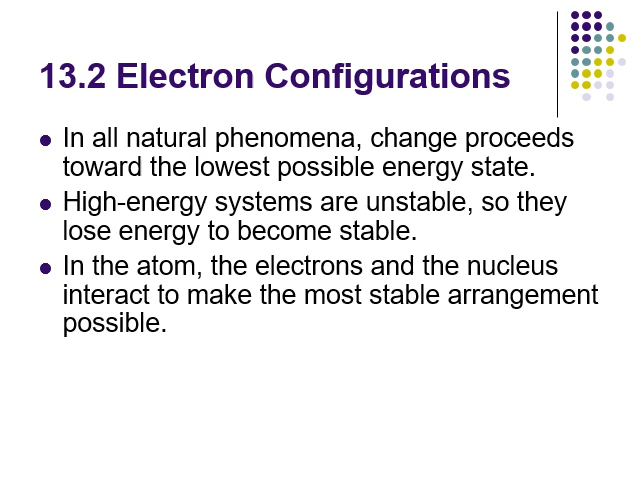 13.2 Electron Configurations
In all natural phenomena, change proceeds
toward the lowest possible energy state.
High-energy systems are unstable, so they
lose energy to become stable.
In the atom, the electrons and the nucleus
interact to make the most stable arrangement
possible.